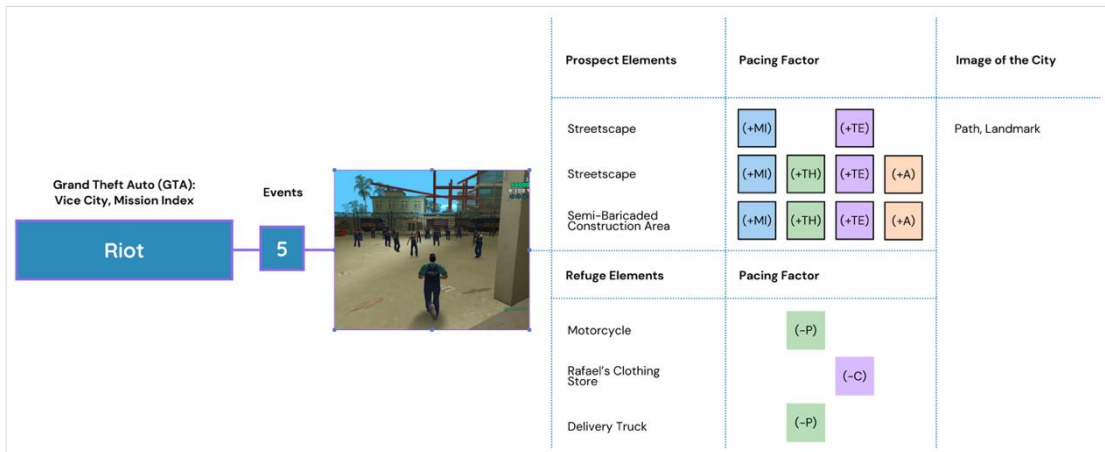 Prospect Elements
Pacing Factor
Image of the City
Streetscape
(+MI)
(+TE)
Path, Landmark
Grand Theft Auto (GTA):
Vice City, Mission Index
Events
Streetscape
(+MI)
(+TH)
(+TE)
(+A)
Semi-Baricaded
Construction Area
(+MI)
(+TH)
(+TE)
(+A)
Riot
5
Refuge Elements
Pacing Factor
Motorcycle
(-P)
Rafael's Clothing
Store
(-C)
Delivery Truck
(-P)